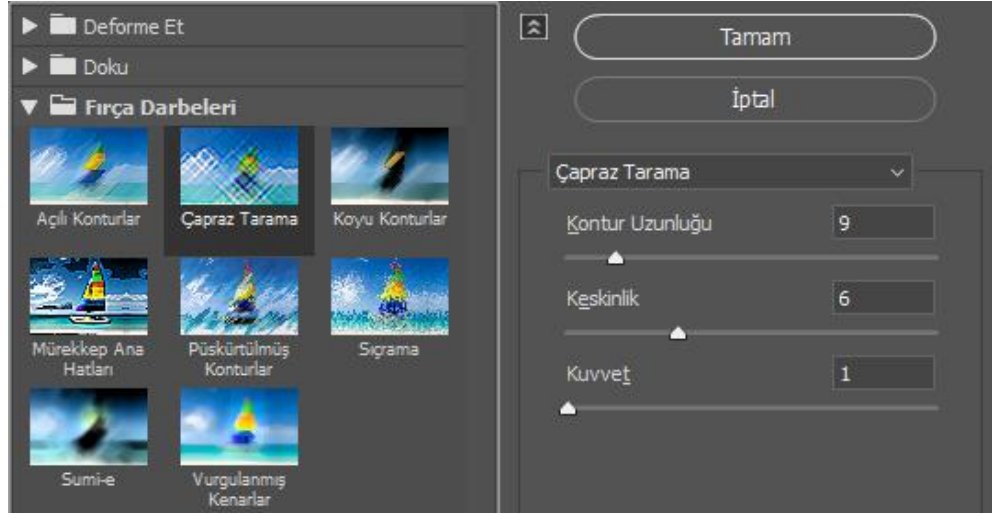 Deforme Et
Doku
Fırça Darbeleri
Açılı Konturlar
Çapraz Tarama
Koyu Konturlar
Mürekkep Ana
Hatları
Püskürtülmüş
Konturlar
Sıçrama
Sumi-e
Vurgulanmış
Kenarlar
Tamam
İptal
Çapraz Tarama
Kontur Uzunluğu 9
Keskinlik 6
Kuvvet 1